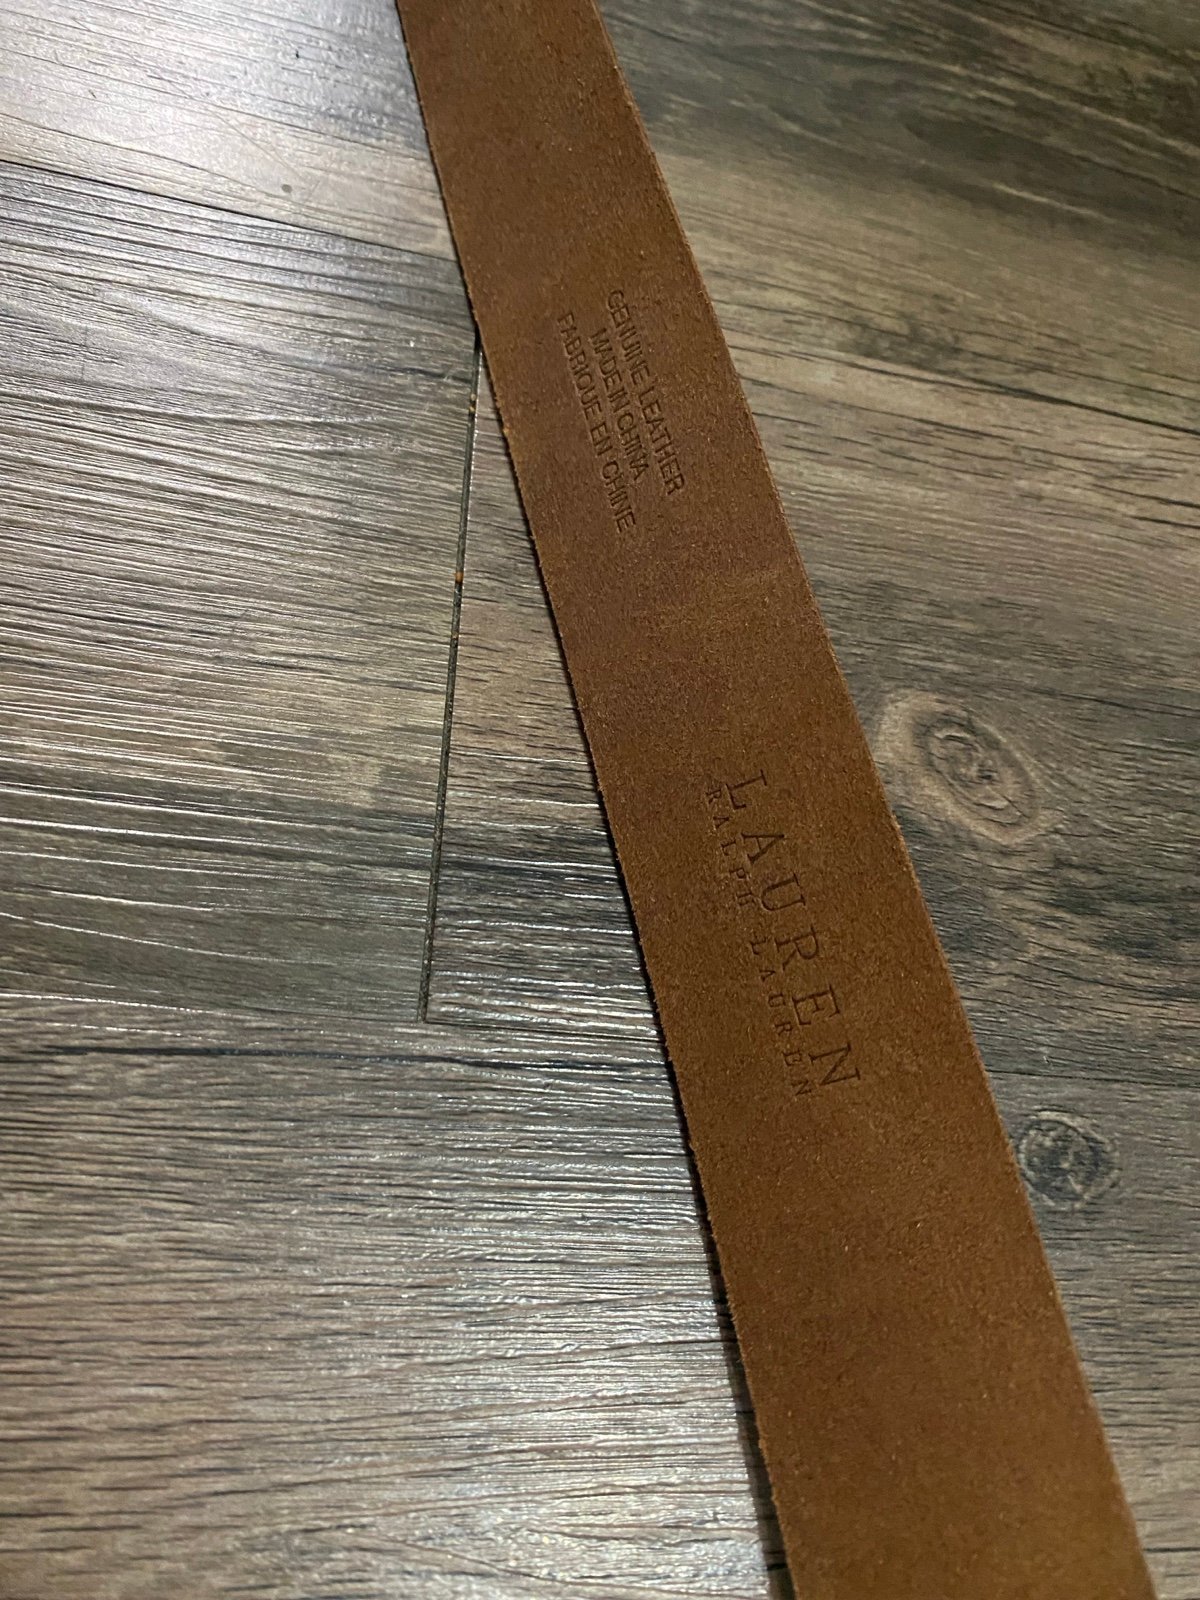 GENUINE LEATHER
MADE IN CHINA
FABRIQUE EN CHINE
LAUREN
RALPH LAUREN